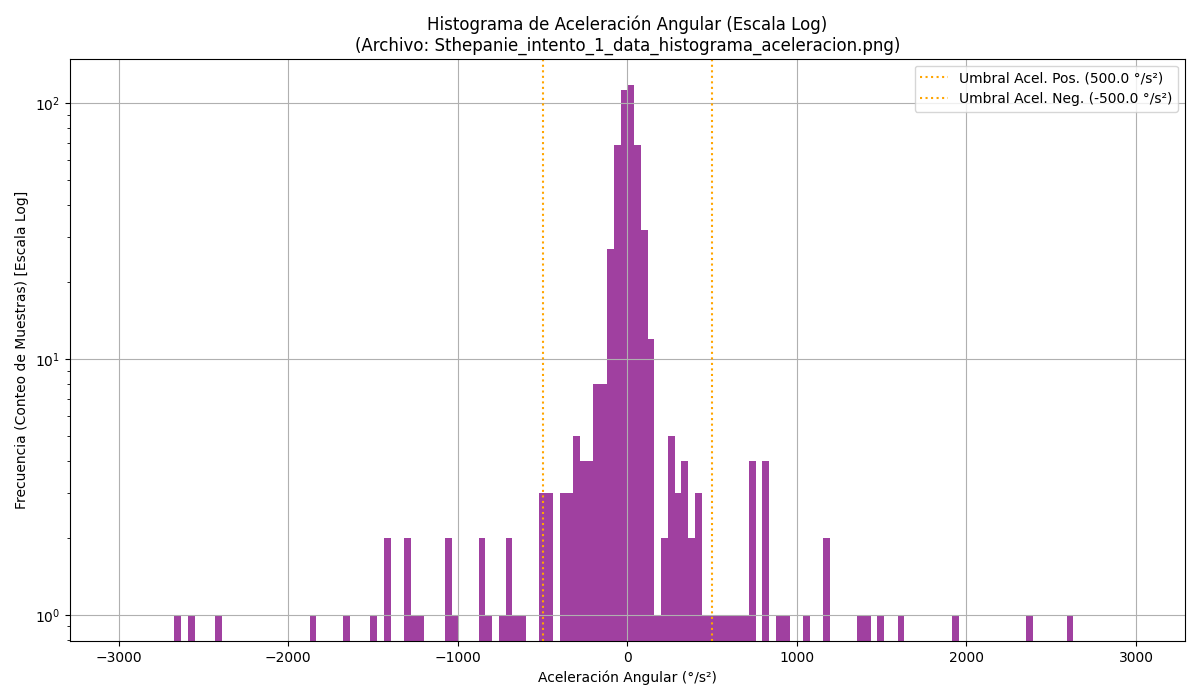 Histograma de Aceleración Angular (Escala Log)
(Archivo: Sthepanie_intento_1_data_histograma_aceleracion.png)
Umbral Acel. Pos. (500.0 °/s²)
Umbral Acel. Neg. (-500.0 °/s²)
Frecuencia (Conteo de Muestras) [Escala Log]
10²
10¹
10⁰
−3000 −2000 −1000 0 1000 2000 3000
Aceleración Angular (°/s²)